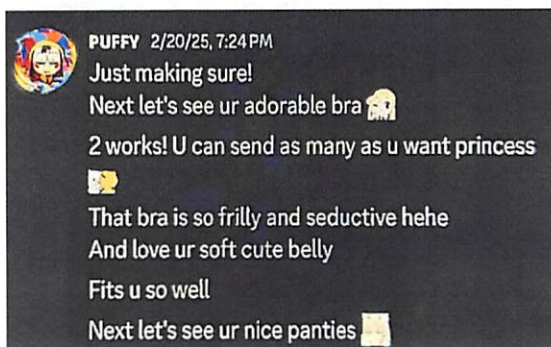 PUFFY 2/20/25, 7:24 PM
Just making sure!
Next let's see ur adorable bra
2 works! U can send as many as u want princess
That bra is so frilly and seductive hehe
And love ur soft cute belly
Fits u so well
Next let's see ur nice panties